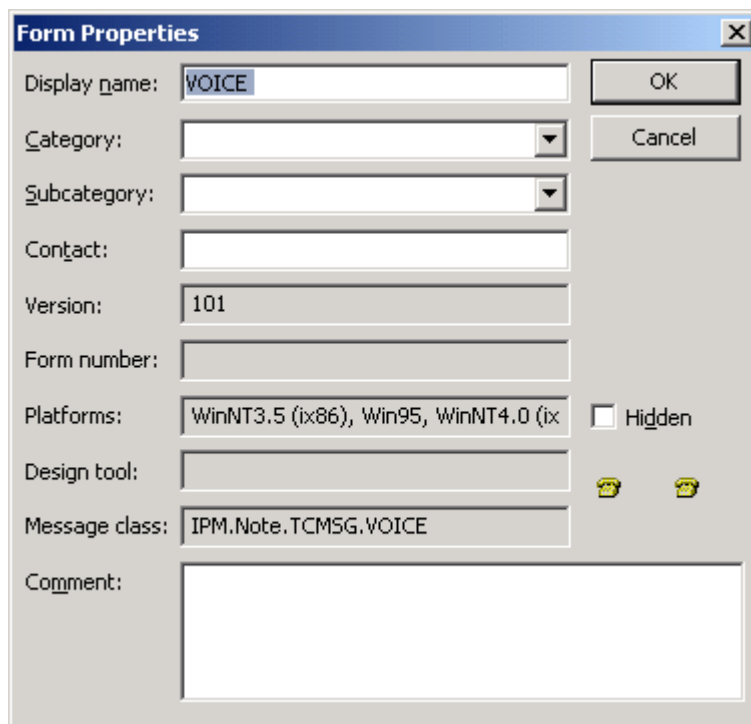 Form Properties
Display name: VOICE OK
Category: Cancel
Subcategory:
Contact:
Version: 101
Form number:
Platforms: WinNT3.5 (ix86), Win95, WinNT4.0 (ix Hidden
Design tool:
Message class: IPM.Note.TCMSG.VOICE
Comment: